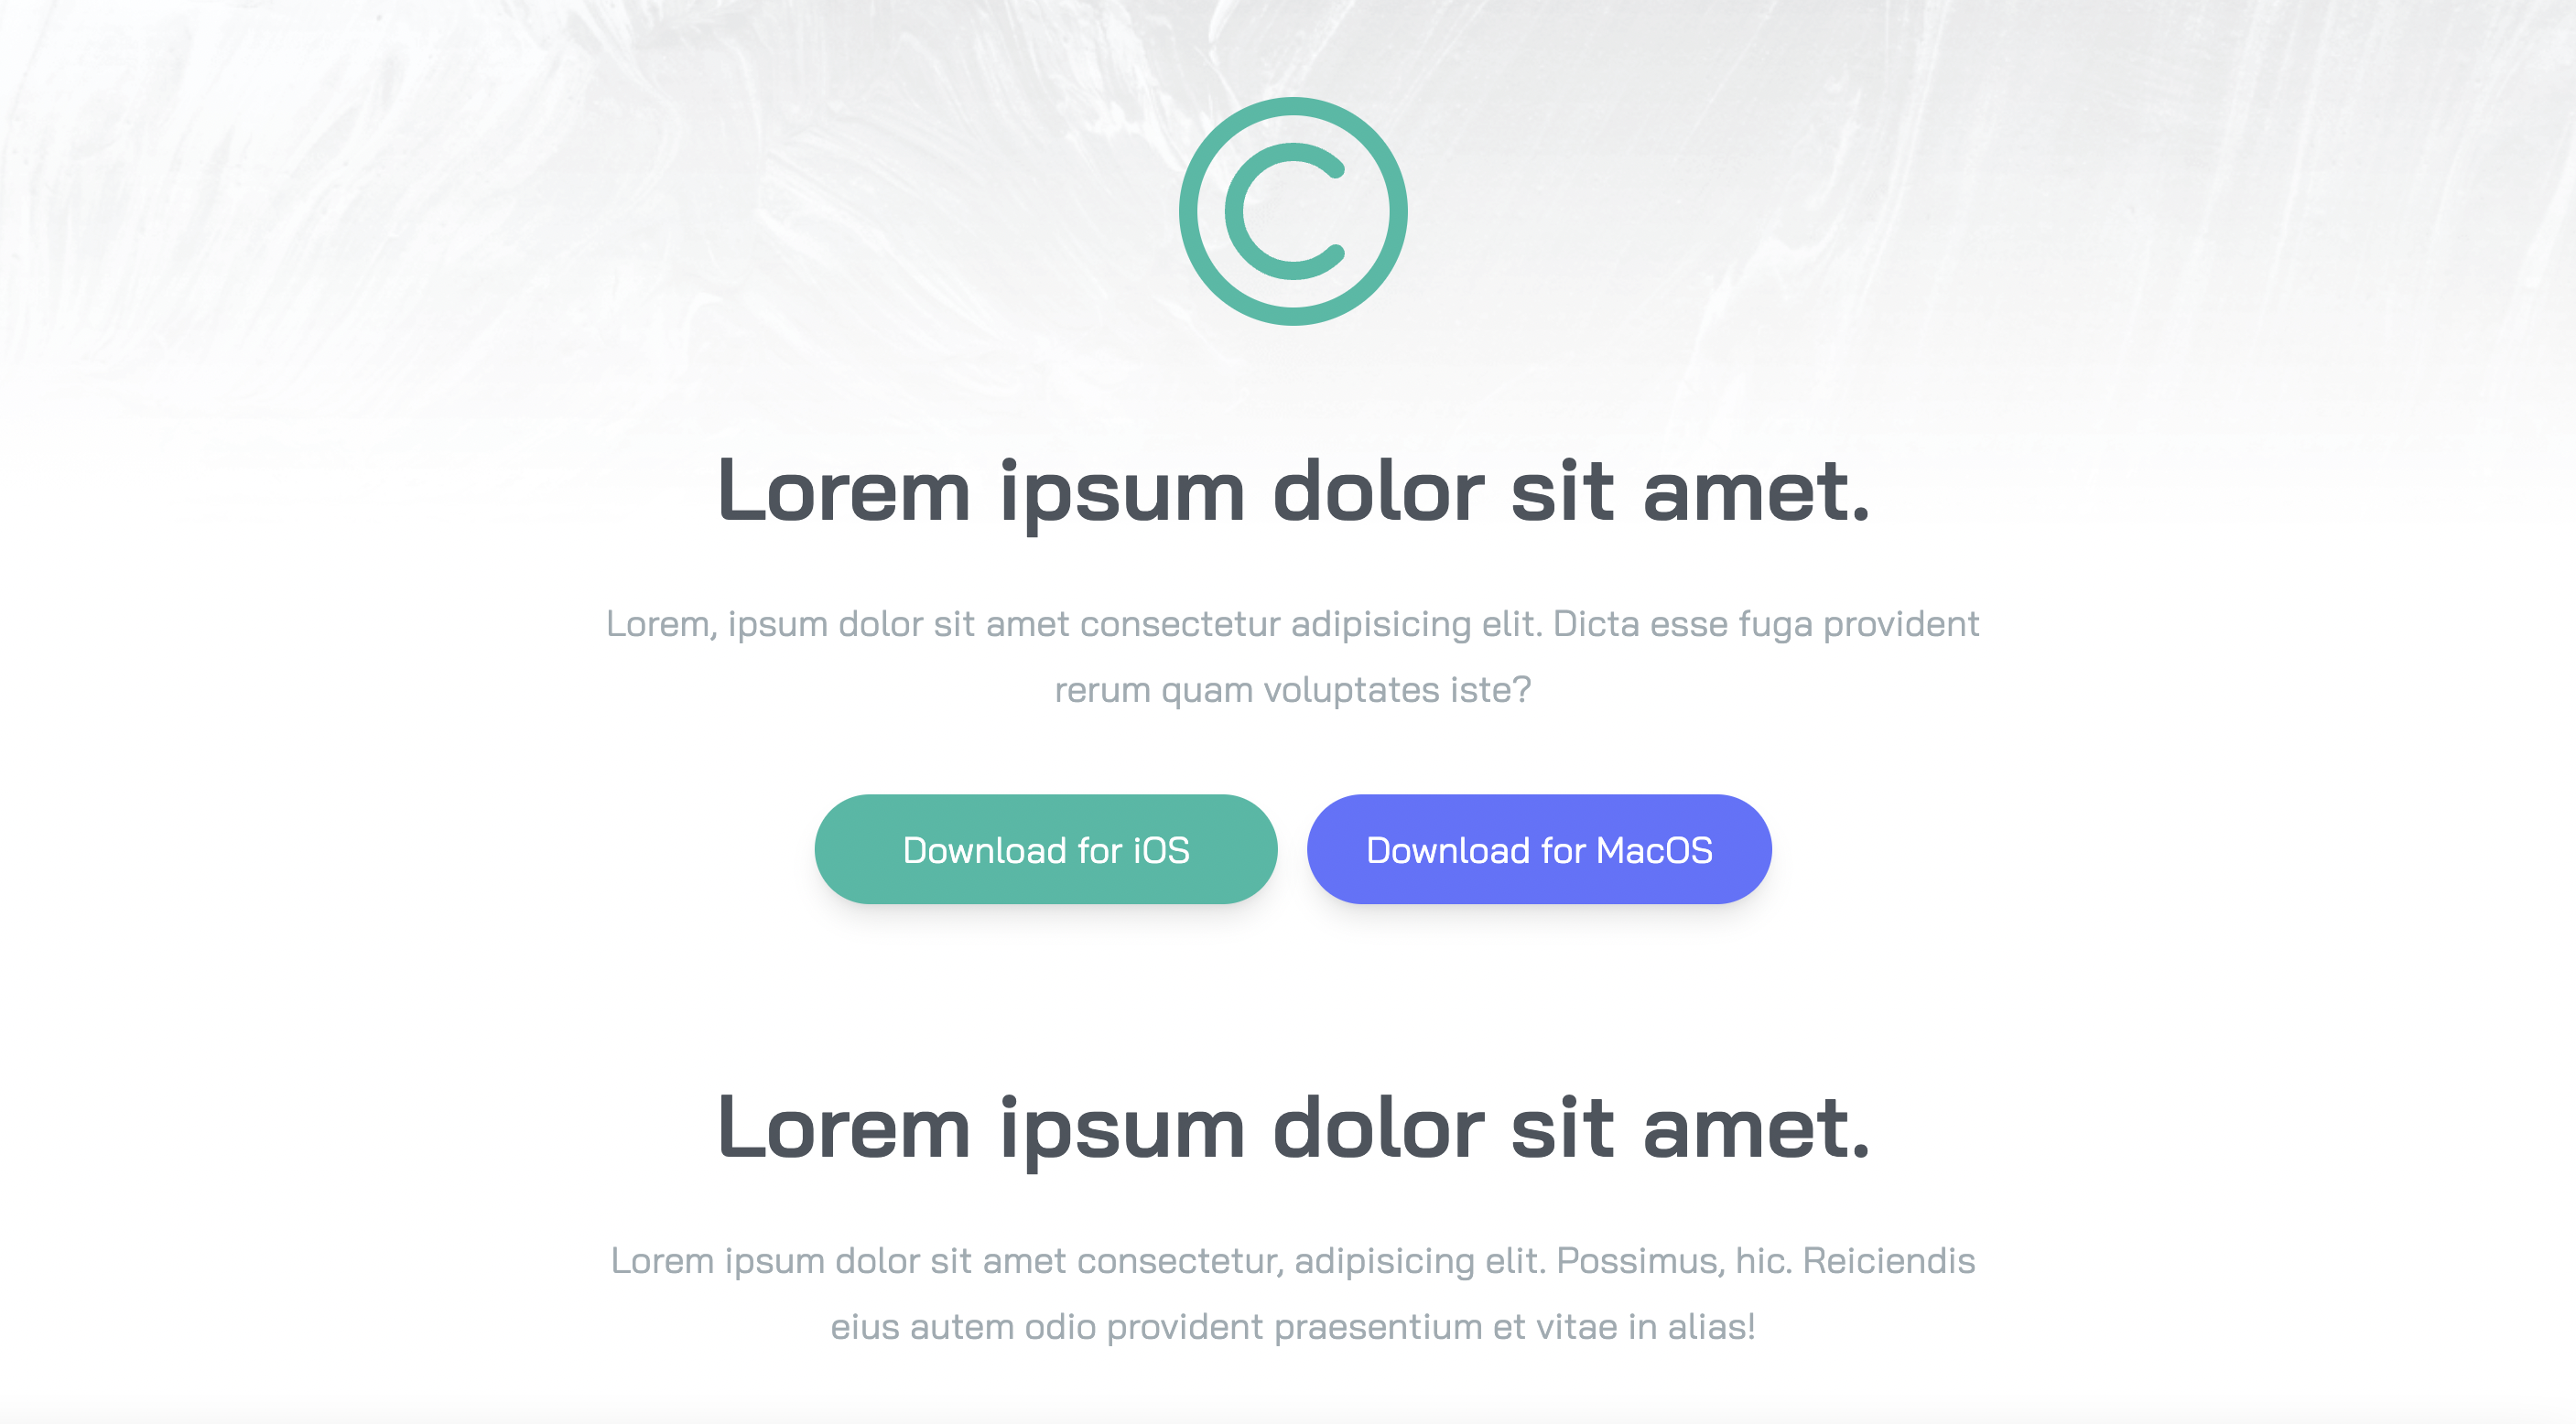 ©
Lorem ipsum dolor sit amet.
Lorem, ipsum dolor sit amet consectetur adipisicing elit. Dicta esse fuga provident
rerum quam voluptates iste?
Download for iOS
Download for MacOS
Lorem ipsum dolor sit amet.
Lorem ipsum dolor sit amet consectetur, adipisicing elit. Possimus, hic. Reiciendis
eius autem odio provident praesentium et vitae in alias!